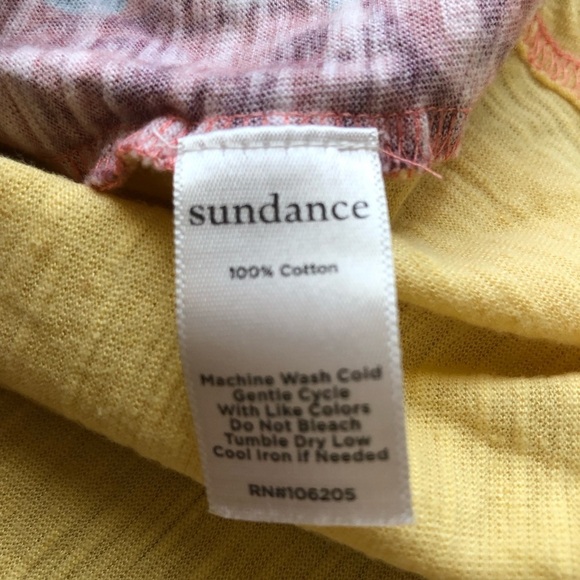 sundance
100% Cotton
Machine Wash Cold
Gentle Cycle
With Like Colors
Do Not Bleach
Tumble Dry Low
Cool Iron if Needed
RN#106205